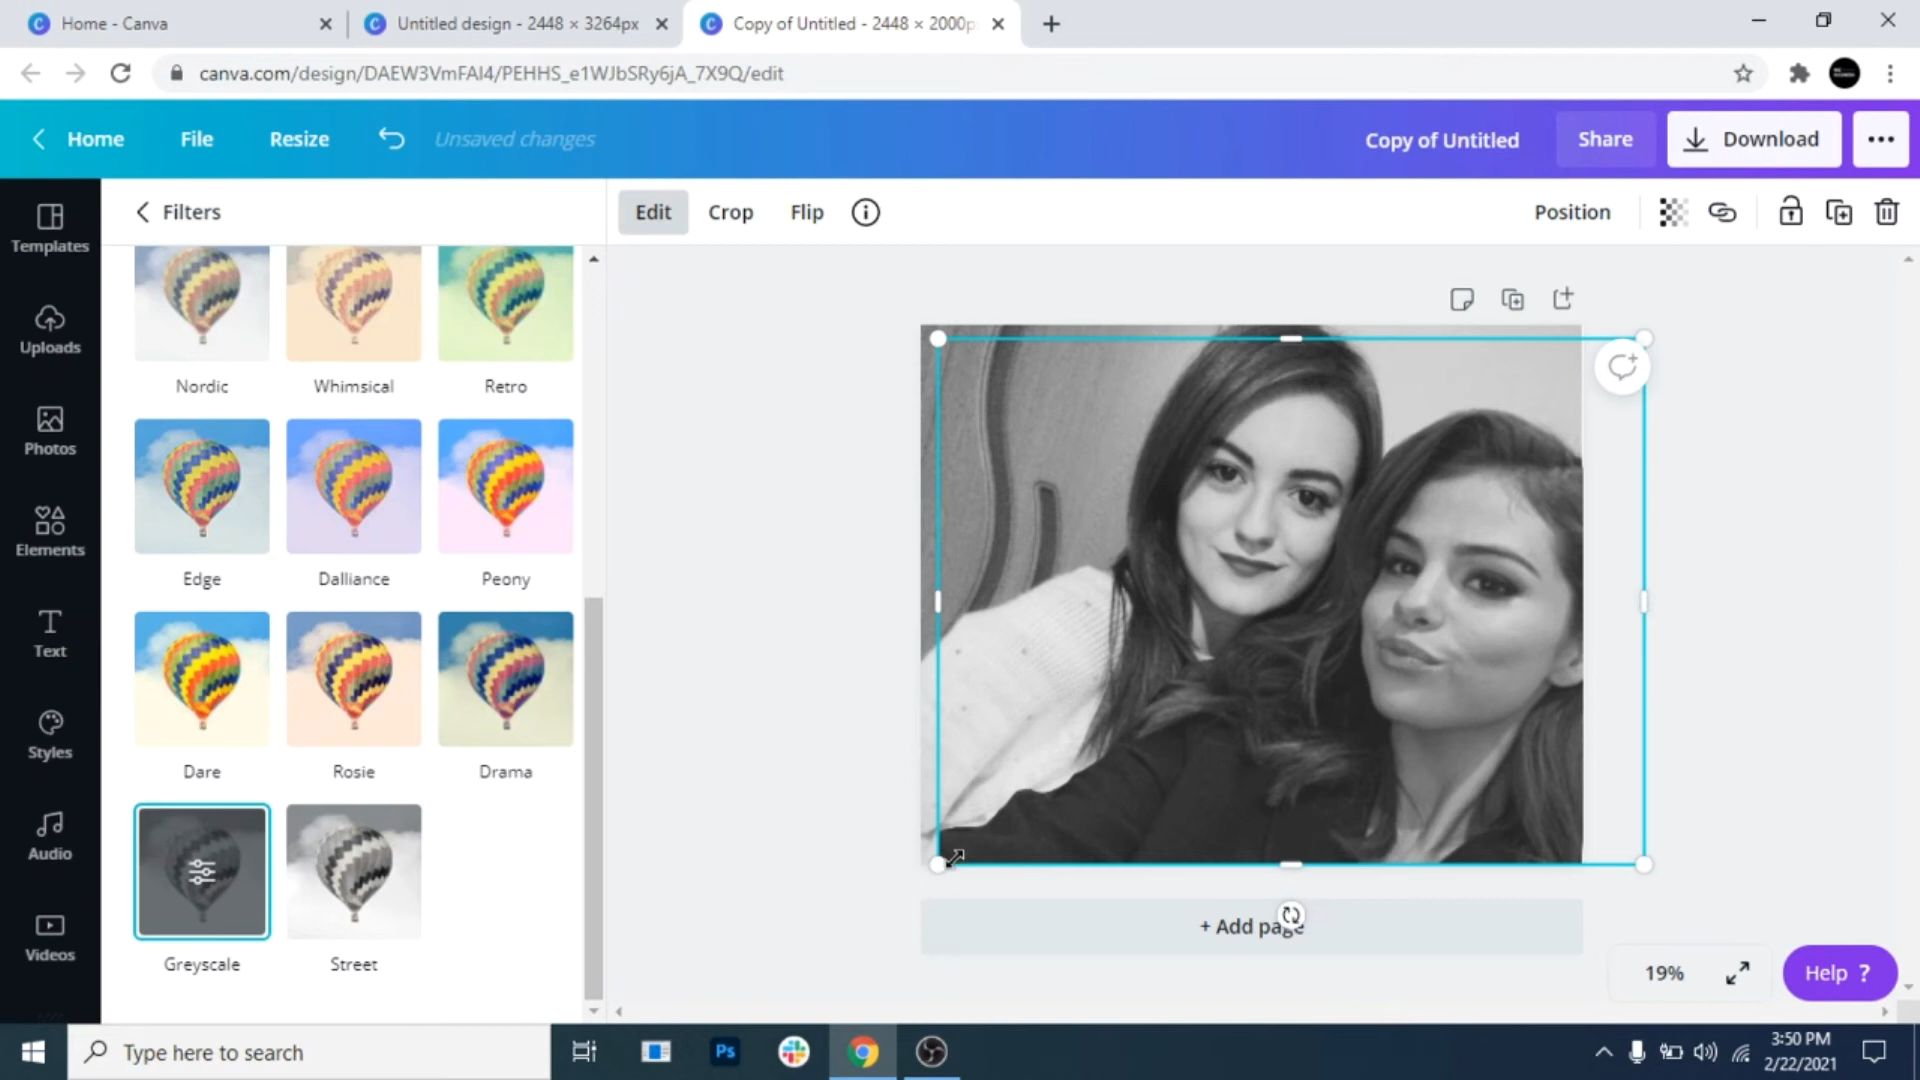 Home - Canva
Untitled design - 2448 × 3264px
Copy of Untitled - 2448 × 2000p
canva.com/design/DAEW3VmFAI4/PEHHS_e1WJbSRy6jA_7X9Q/edit
Home
File
Resize
Unsaved changes
Copy of Untitled
Share
Download
Templates
Uploads
Photos
Elements
Text
Styles
Audio
Videos
Filters
Edit
Crop
Flip
Position
Nordic
Whimsical
Retro
Edge
Dalliance
Peony
Dare
Rosie
Drama
Greyscale
Street
+ Add page
19%
Help ?
Type here to search
Ps
3:50 PM
2/22/2021